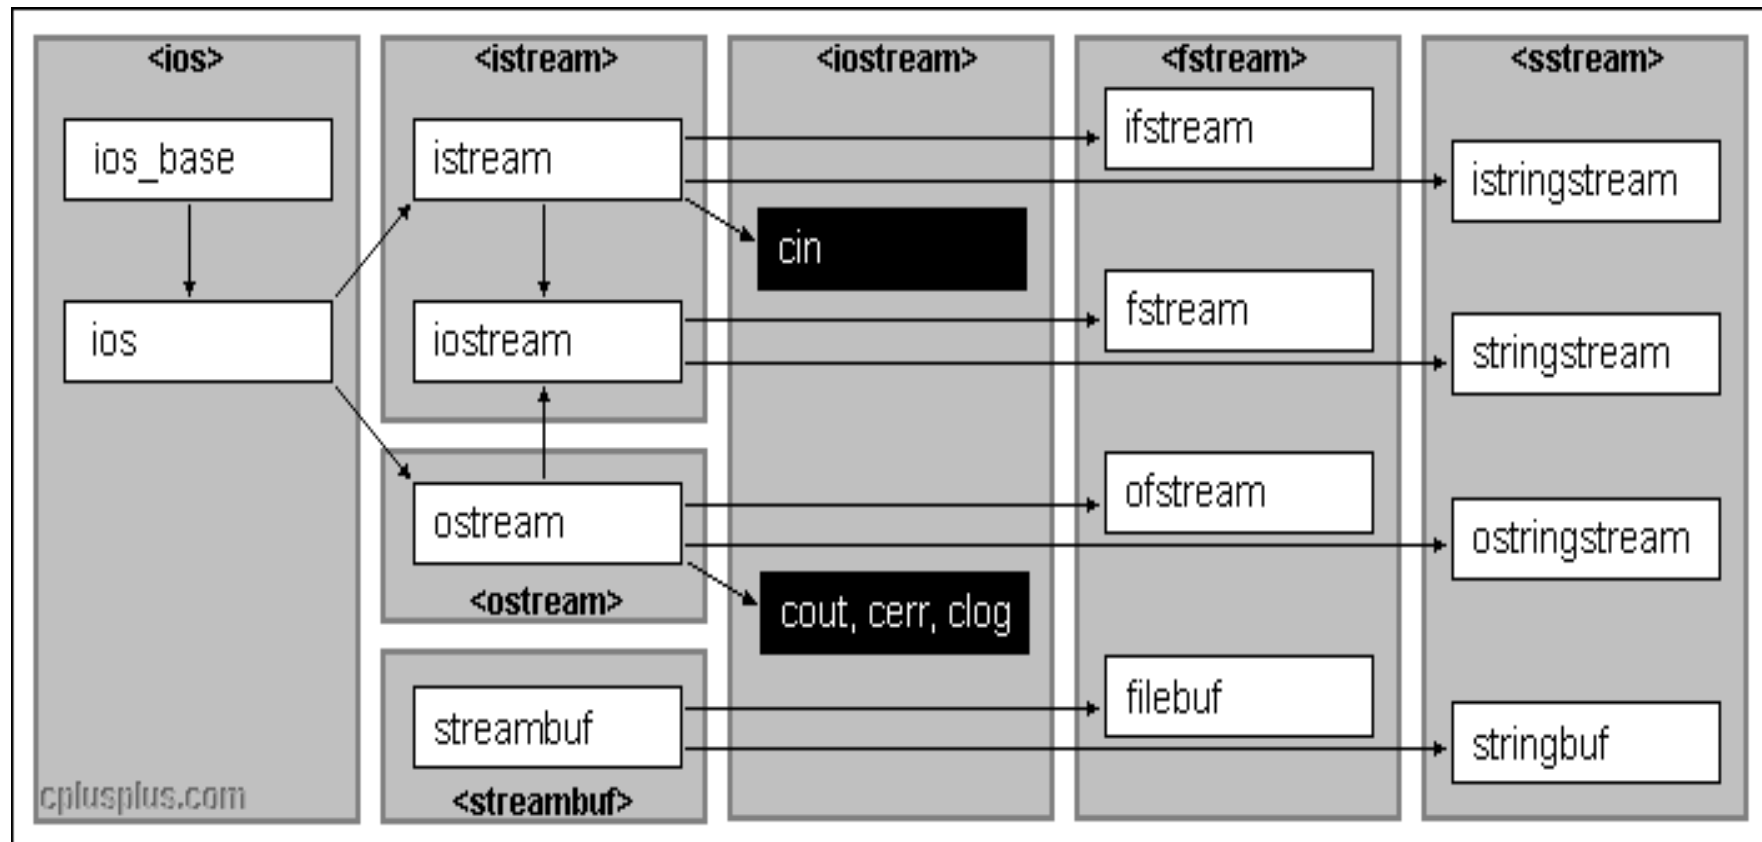 <ios>
ios_base
ios
cplusplus.com
<istream>
istream
iostream
ostream
<ostream>
streambuf
<streambuf>
<iostream>
cin
cout, cerr, clog
<fstream>
ifstream
fstream
ofstream
filebuf
<sstream>
istringstream
stringstream
ostringstream
stringbuf